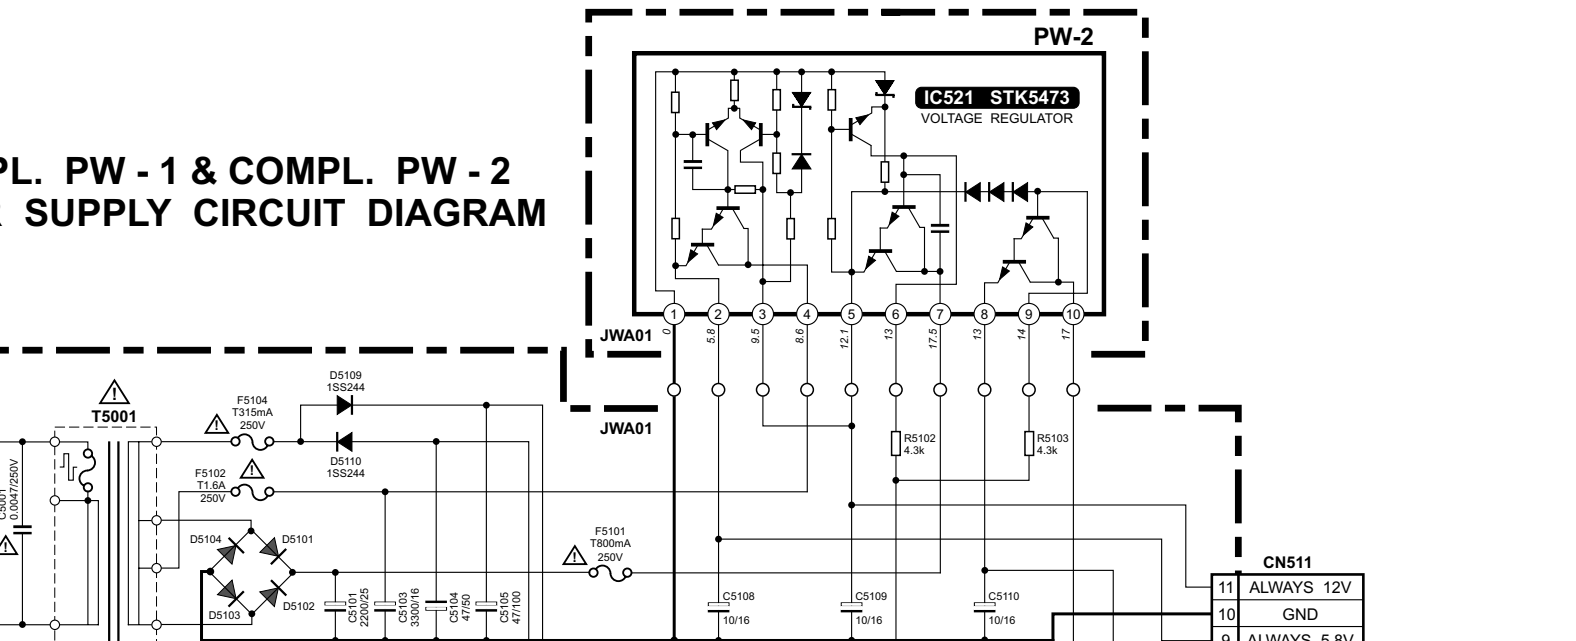 PW-2
IC521 STK5473
VOLTAGE REGULATOR
PL. PW - 1 & COMPL. PW - 2
SUPPLY CIRCUIT DIAGRAM
1 2 3 4 5 6 7 8 9 10
JWA01
0 5.8 9.5 8.6 12.1 13 17.5 13 14 17
JWA01
D5109
1SS244
T5001
F5104
T315mA
250V
D5110
1SS244
R5102
4.3k
R5103
4.3k
C5001
0.0047/250V
F5102
T1.6A
250V
F5101
T800mA
250V
D5104
D5101
D5103
D5102
C5101
2200/25
C5103
3300/16
C5104
47/50
C5105
47/100
C5108
10/16
C5109
10/16
C5110
10/16
CN511
11 ALWAYS 12V
10 GND
9 ALWAYS 5.8V